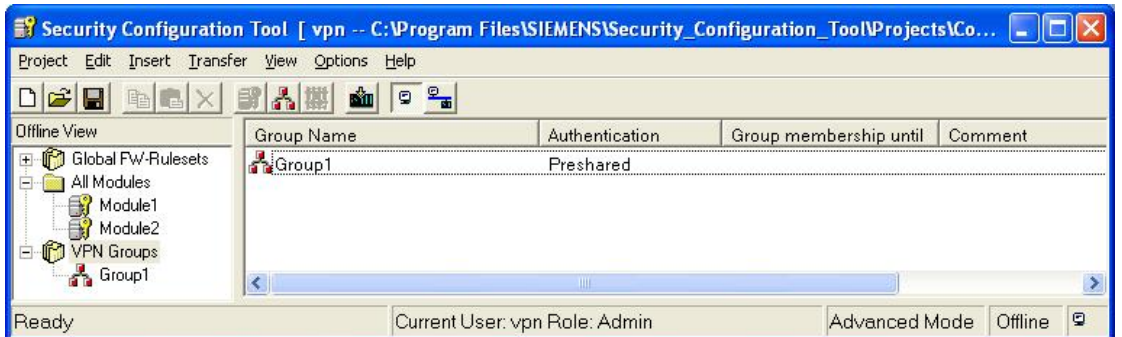 Security Configuration Tool [ vpn -- C:\Program Files\SIEMENS\Security_Configuration_Tool\Projects\Co...
Project Edit Insert Transfer View Options Help
Offline View
Global FW-Rulesets
All Modules
Module1
Module2
VPN Groups
Group1
Group Name Authentication Group membership until Comment
Group1 Preshared
Ready Current User: vpn Role: Admin Advanced Mode Offline